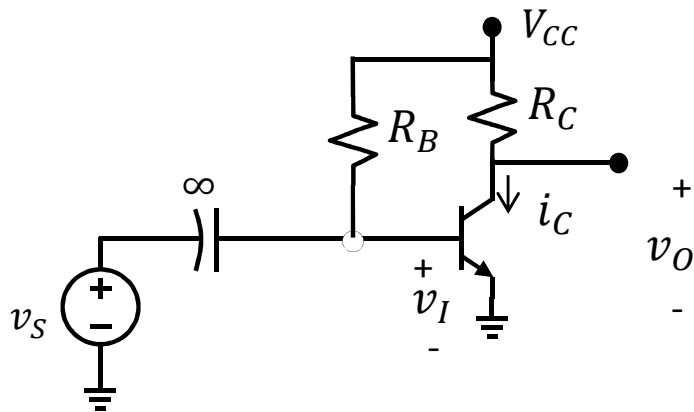 V_CC
R_B
R_C
∞
i_C
+
v_O
-
+
v_I
-
v_S
+
−